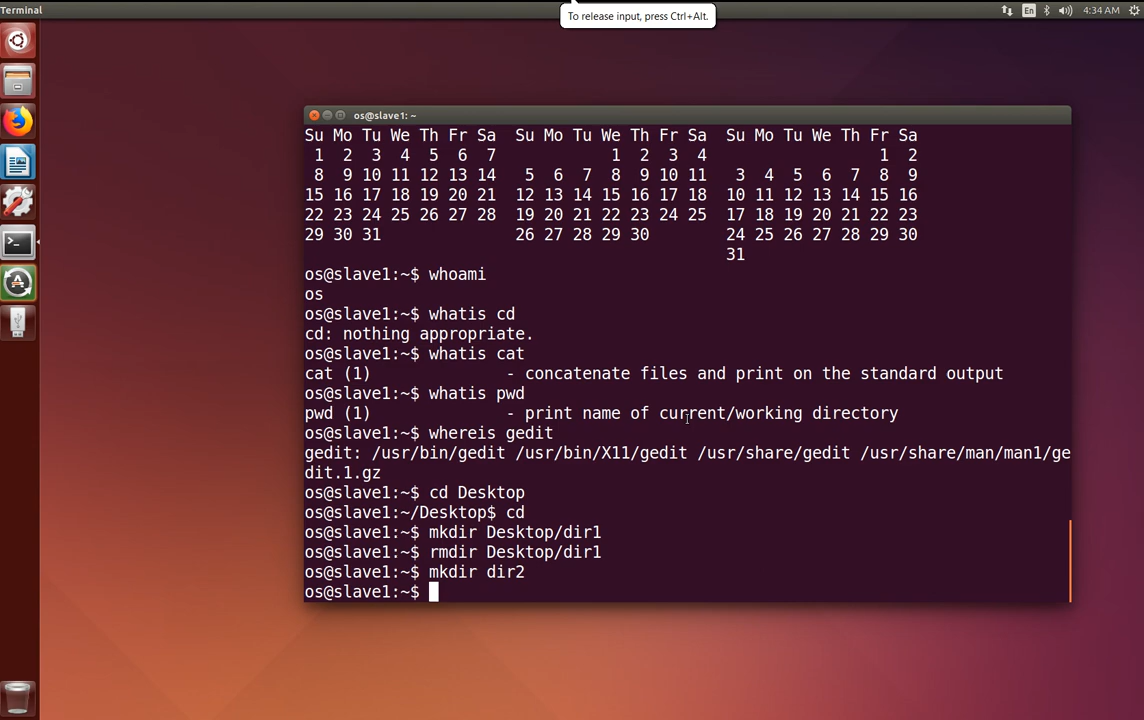 Terminal
To release input, press Ctrl+Alt.
En
4:34 AM
os@slave1: ~
Su Mo Tu We Th Fr Sa  Su Mo Tu We Th Fr Sa  Su Mo Tu We Th Fr Sa
 1  2  3  4  5  6  7            1  2  3  4                  1  2
 8  9 10 11 12 13 14   5  6  7  8  9 10 11   3  4  5  6  7  8  9
15 16 17 18 19 20 21  12 13 14 15 16 17 18  10 11 12 13 14 15 16
22 23 24 25 26 27 28  19 20 21 22 23 24 25  17 18 19 20 21 22 23
29 30 31              26 27 28 29 30        24 25 26 27 28 29 30
                                            31
os@slave1:~$ whoami
os
os@slave1:~$ whatis cd
cd: nothing appropriate.
os@slave1:~$ whatis cat
cat (1)              - concatenate files and print on the standard output
os@slave1:~$ whatis pwd
pwd (1)              - print name of current/working directory
os@slave1:~$ whereis gedit
gedit: /usr/bin/gedit /usr/bin/X11/gedit /usr/share/gedit /usr/share/man/man1/ge
dit.1.gz
os@slave1:~$ cd Desktop
os@slave1:~/Desktop$ cd
os@slave1:~$ mkdir Desktop/dir1
os@slave1:~$ rmdir Desktop/dir1
os@slave1:~$ mkdir dir2
os@slave1:~$